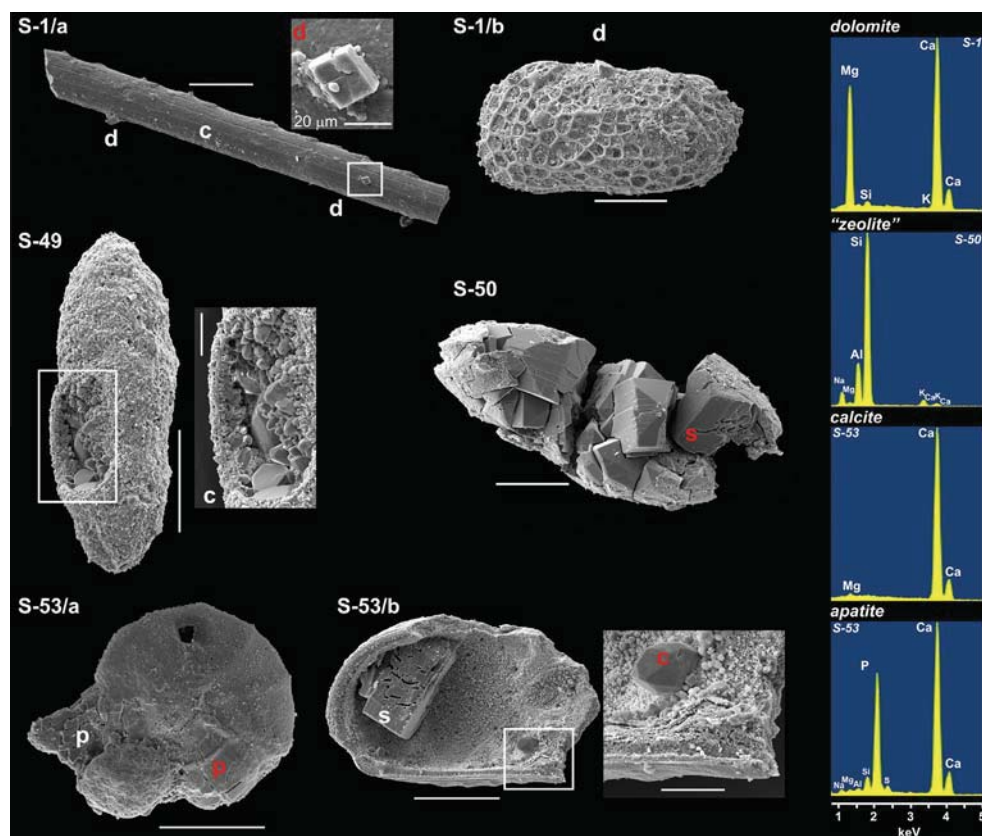 S-1/a
d
20 μm
d
c
d
S-1/b
d
S-49
c
S-50
s
S-53/a
p
p
S-53/b
s
c
dolomite
S-1
Ca
Mg
Si
K
Ca
"zeolite"
S-50
Si
Al
Na
Mg
K
Ca
K
Ca
calcite
S-53
Ca
Mg
Ca
apatite
S-53
Ca
P
Na
Mg
Al
Si
S
Ca
1 2 3 4 5
keV